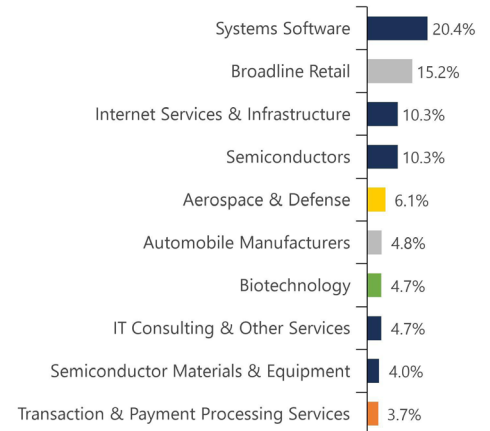 Systems Software 20.4%
Broadline Retail 15.2%
Internet Services & Infrastructure 10.3%
Semiconductors 10.3%
Aerospace & Defense 6.1%
Automobile Manufacturers 4.8%
Biotechnology 4.7%
IT Consulting & Other Services 4.7%
Semiconductor Materials & Equipment 4.0%
Transaction & Payment Processing Services 3.7%